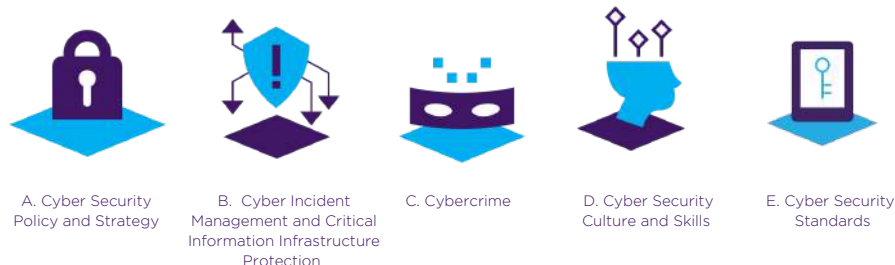 A. Cyber Security
Policy and Strategy
B. Cyber Incident
Management and Critical
Information Infrastructure
Protection
C. Cybercrime
D. Cyber Security
Culture and Skills
E. Cyber Security
Standards